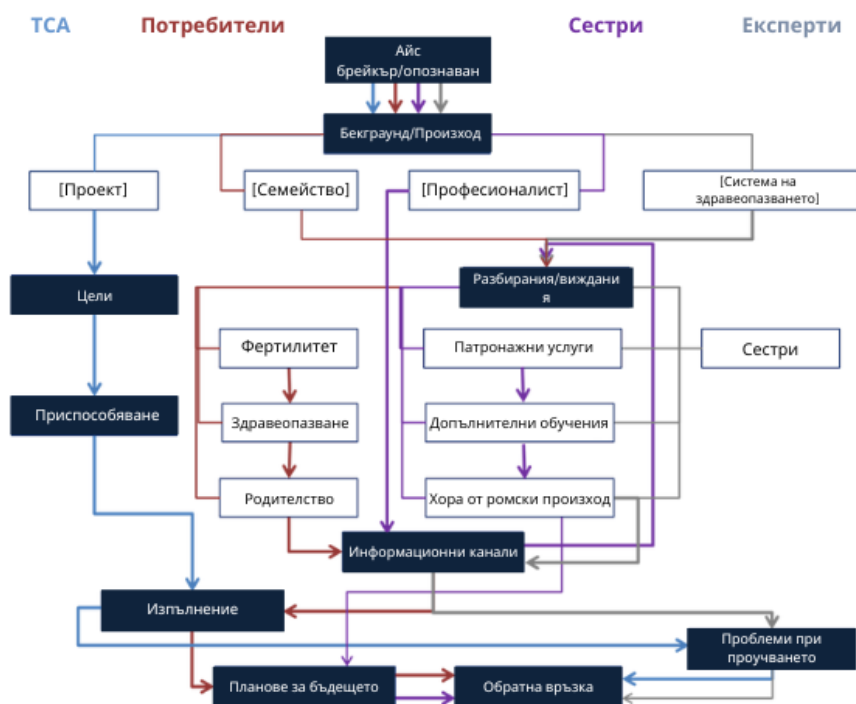 TCA Потребители Сестри Експерти
Айс
брейкър/опознаван
Бекграунд/Произход
[Проект] [Семейство] [Професионалист] [Система на
здравеопазването]
Разбирания/виждани
я
Цели
Фертилитет Патронажни услуги Сестри
Приспособяване Здравеопазване Допълнителни обучения
Родителство Хора от ромски произход
Информационни канали
Изпълнение
Проблеми при
проучването
Планове за бъдещето Обратна връзка